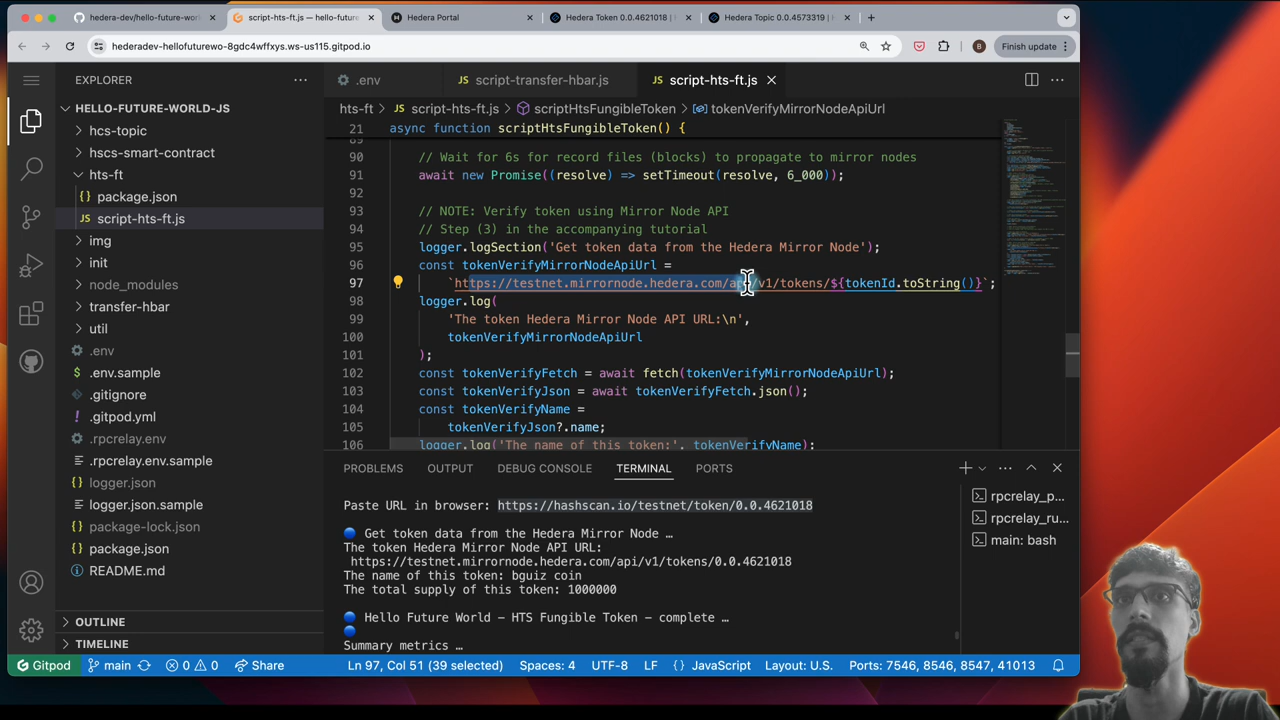 hedera-dev/hello-future-worl
script-hts-ft.js — hello-future
Hedera Portal
Hedera Token 0.0.4621018 |
Hedera Topic 0.0.4573319 |
hederadev-hellofuturewo-8gdc4wffxys.ws-us115.gitpod.io
B
Finish update
EXPLORER
HELLO-FUTURE-WORLD-JS
hcs-topic
hscs-smart-contract
hts-ft
package.json
JS script-hts-ft.js
img
init
node_modules
transfer-hbar
util
.env
.env.sample
.gitignore
.gitpod.yml
.rpcrelay.env
.rpcrelay.env.sample
logger.json
logger.json.sample
package-lock.json
package.json
README.md
OUTLINE
TIMELINE
.env
JS script-transfer-hbar.js
JS script-hts-ft.js
hts-ft > JS script-hts-ft.js > scriptHtsFungibleToken > tokenVerifyMirrorNodeApiUrl
21 async function scriptHtsFungibleToken() {
89
90 // Wait for 6s for record files (blocks) to propagate to mirror nodes
91 await new Promise((resolve) => setTimeout(resolve, 6_000));
92
93 // NOTE: Verify token using Mirror Node API
94 // Step (3) in the accompanying tutorial
95 logger.logSection('Get token data from the Hedera Mirror Node');
96 const tokenVerifyMirrorNodeApiUrl =
97 `https://testnet.mirrornode.hedera.com/api/v1/tokens/${tokenId.toString()}`;
98 logger.log(
99 'The token Hedera Mirror Node API URL:\n',
100 tokenVerifyMirrorNodeApiUrl
101 );
102 const tokenVerifyFetch = await fetch(tokenVerifyMirrorNodeApiUrl);
103 const tokenVerifyJson = await tokenVerifyFetch.json();
104 const tokenVerifyName =
105 tokenVerifyJson?.name;
106 logger.log('The name of this token:', tokenVerifyName);
PROBLEMS OUTPUT DEBUG CONSOLE TERMINAL PORTS
Paste URL in browser: https://hashscan.io/testnet/token/0.0.4621018
Get token data from the Hedera Mirror Node …
The token Hedera Mirror Node API URL:
https://testnet.mirrornode.hedera.com/api/v1/tokens/0.0.4621018
The name of this token: bguiz coin
The total supply of this token: 1000000
Hello Future World – HTS Fungible Token – complete …
Summary metrics …
rpcrelay_p...
rpcrelay_ru...
main: bash
Gitpod main 0 0 Share Ln 97, Col 51 (39 selected) Spaces: 4 UTF-8 LF {} JavaScript Layout: U.S. Ports: 7546, 8546, 8547, 41013